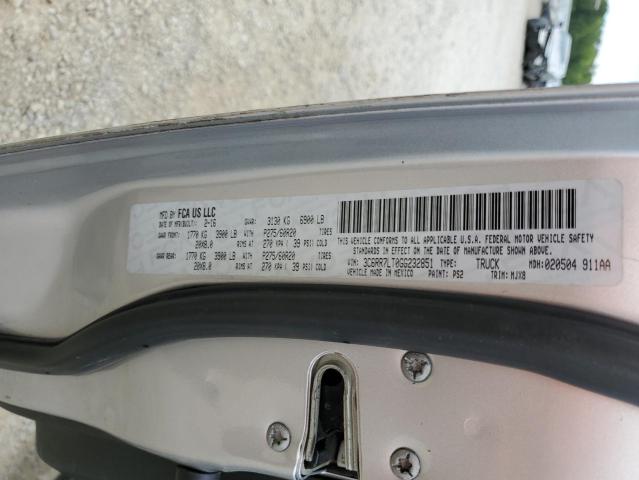 MFD BY FCA US LLC
DATE OF MFR(BUILT): 2-16 GVWR: 3130 KG 6900 LB
GAWR FRONT: 1770 KG 3900 LB WITH P275/60R20 TIRES
20X8.0 RIMS AT 270 KPA ( 39 PSI) COLD
GAWR REAR: 1770 KG 3900 LB WITH P275/60R20 TIRES
20X8.0 RIMS AT 270 KPA ( 39 PSI) COLD
THIS VEHICLE CONFORMS TO ALL APPLICABLE U.S.A. FEDERAL MOTOR VEHICLE SAFETY
STANDARDS IN EFFECT ON THE DATE OF MANUFACTURE SHOWN ABOVE.
VIN: 3C6RR7LT0GG232851 TYPE: TRUCK MDH:020504 911AA
VEHICLE MADE IN MEXICO PAINT: PS2 TRIM: MJX8